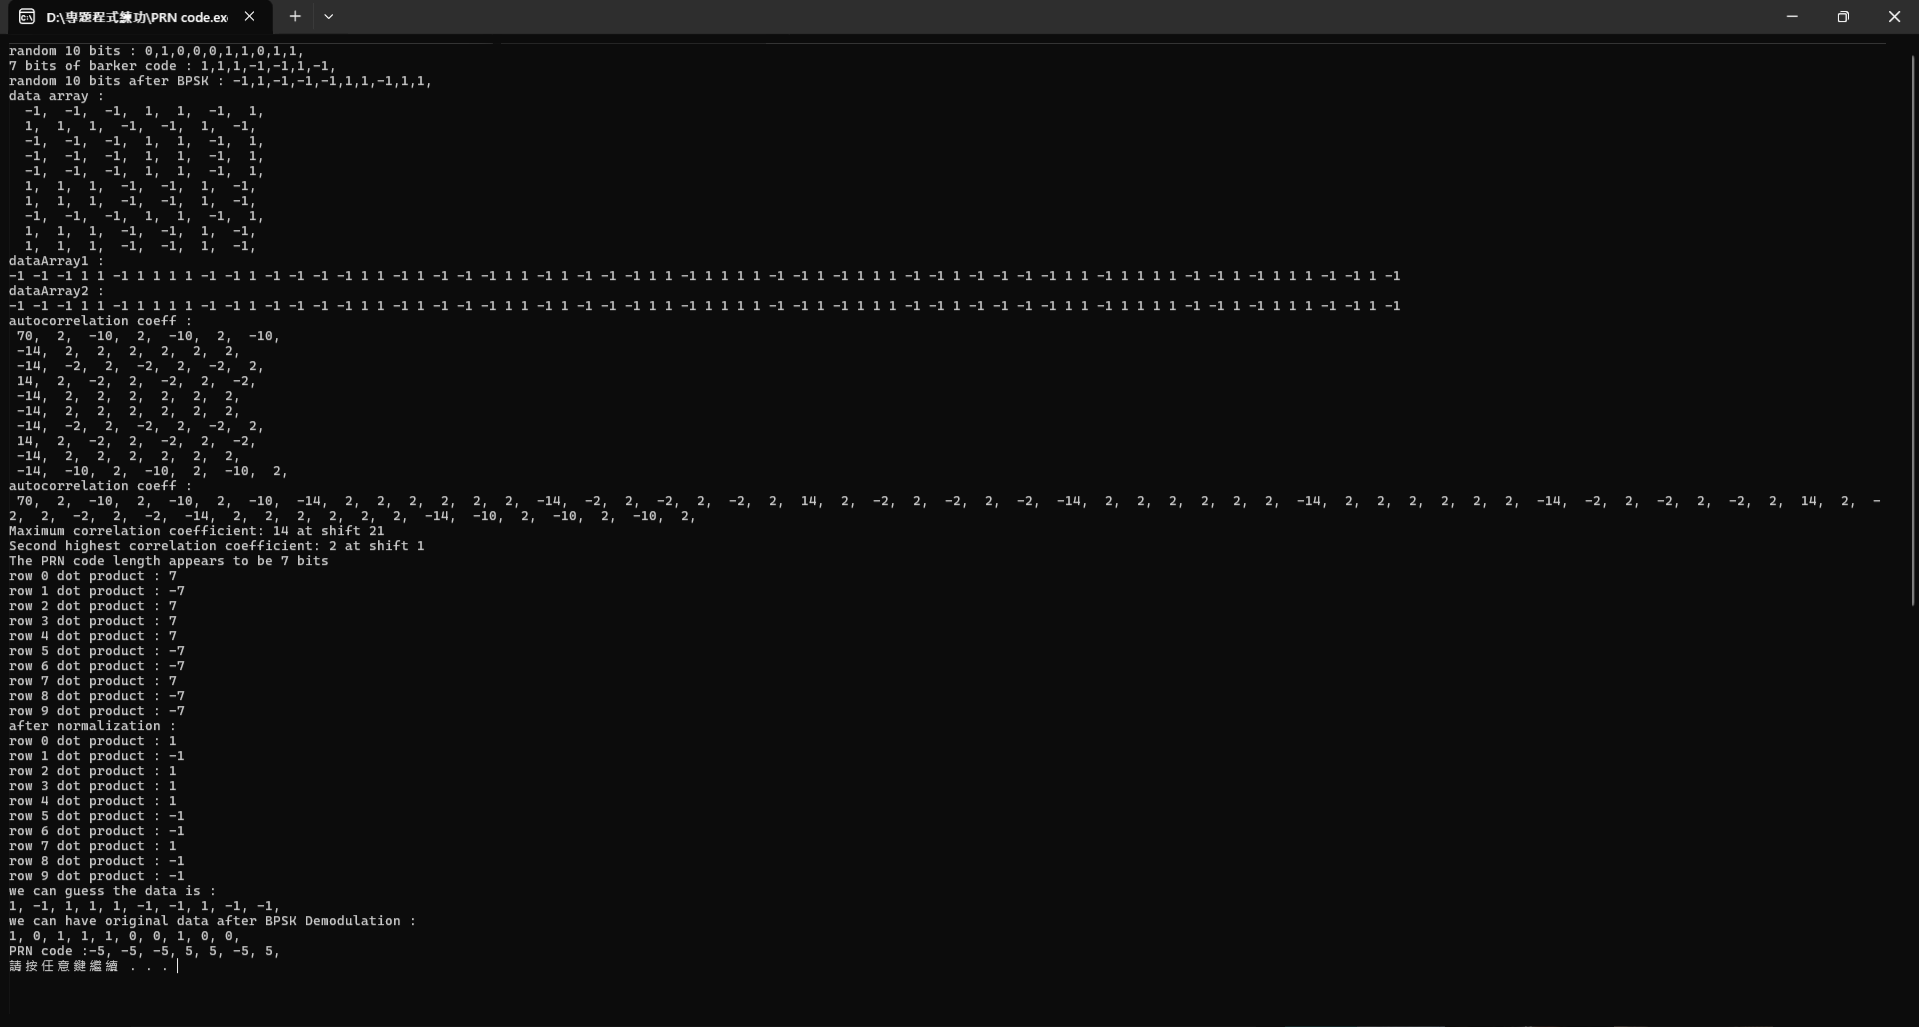 D:\専題程式練功\PRN code.ex
random 10 bits : 0,1,0,0,0,1,1,0,1,1,
7 bits of barker code : 1,1,1,-1,-1,1,-1,
random 10 bits after BPSK : -1,1,-1,-1,-1,1,1,-1,1,1,
data array :
-1, -1, -1, 1, 1, -1, 1,
1, 1, 1, -1, -1, 1, -1,
-1, -1, -1, 1, 1, -1, 1,
-1, -1, -1, 1, 1, -1, 1,
-1, -1, -1, 1, 1, -1, 1,
1, 1, 1, -1, -1, 1, -1,
1, 1, 1, -1, -1, 1, -1,
-1, -1, -1, 1, 1, -1, 1,
1, 1, 1, -1, -1, 1, -1,
1, 1, 1, -1, -1, 1, -1,
dataArray1 :
-1 -1 -1 1 1 -1 1 1 1 1 -1 -1 1 -1 -1 -1 -1 1 1 -1 1 -1 -1 -1 1 1 -1 1 -1 -1 -1 1 1 -1 1 1 1 1 -1 -1 1 -1 1 1 1 -1 -1 1 -1 -1 -1 -1 1 1 -1 1 1 1 1 -1 -1 1 -1 1 1 1 -1 -1 1 -1
dataArray2 :
-1 -1 -1 1 1 -1 1 1 1 1 -1 -1 1 -1 -1 -1 -1 1 1 -1 1 -1 -1 -1 1 1 -1 1 -1 -1 -1 1 1 -1 1 1 1 1 -1 -1 1 -1 1 1 1 -1 -1 1 -1 -1 -1 -1 1 1 -1 1 1 1 1 -1 -1 1 -1 1 1 1 -1 -1 1 -1
autocorrelation coeff :
70, 2, -10, 2, -10, 2, -10,
-14, 2, 2, 2, 2, 2, 2,
-14, -2, 2, -2, 2, -2, 2,
14, 2, -2, 2, -2, 2, -2,
-14, 2, 2, 2, 2, 2, 2,
-14, 2, 2, 2, 2, 2, 2,
-14, -2, 2, -2, 2, -2, 2,
14, 2, -2, 2, -2, 2, -2,
-14, 2, 2, 2, 2, 2, 2,
-14, -10, 2, -10, 2, -10, 2,
autocorrelation coeff :
70, 2, -10, 2, -10, 2, -10, -14, 2, 2, 2, 2, 2, 2, -14, -2, 2, -2, 2, -2, 2, 14, 2, -2, 2, -2, 2, -2, -14, 2, 2, 2, 2, 2, 2, -14, 2, 2, 2, 2, 2, 2, -14, -2, 2, -2, 2, -2, 2, 14, 2, -
2, 2, -2, 2, -2, -14, 2, 2, 2, 2, 2, 2, -14, -10, 2, -10, 2, -10, 2,
Maximum correlation coefficient: 14 at shift 21
Second highest correlation coefficient: 2 at shift 1
The PRN code length appears to be 7 bits
row 0 dot product : 7
row 1 dot product : -7
row 2 dot product : 7
row 3 dot product : 7
row 4 dot product : 7
row 5 dot product : -7
row 6 dot product : -7
row 7 dot product : 7
row 8 dot product : -7
row 9 dot product : -7
after normalization :
row 0 dot product : 1
row 1 dot product : -1
row 2 dot product : 1
row 3 dot product : 1
row 4 dot product : 1
row 5 dot product : -1
row 6 dot product : -1
row 7 dot product : 1
row 8 dot product : -1
row 9 dot product : -1
we can guess the data is :
1, -1, 1, 1, 1, -1, -1, 1, -1, -1,
we can have original data after BPSK Demodulation :
1, 0, 1, 1, 1, 0, 0, 1, 0, 0,
PRN code :-5, -5, -5, 5, 5, -5, 5,
請按任意鍵繼續 . . .